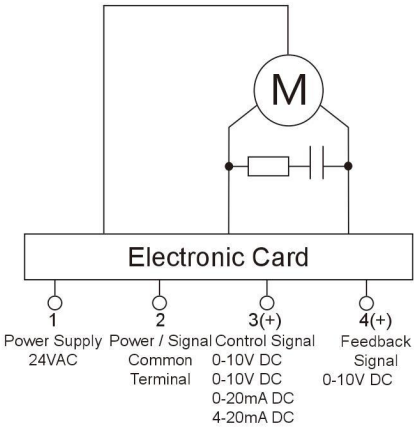 M
Electronic Card
1 2 3(+) 4(+)
Power Supply Power / Signal Control Signal Feedback
24VAC Common 0-10V DC Signal
Terminal 0-10V DC 0-10V DC
0-20mA DC
4-20mA DC